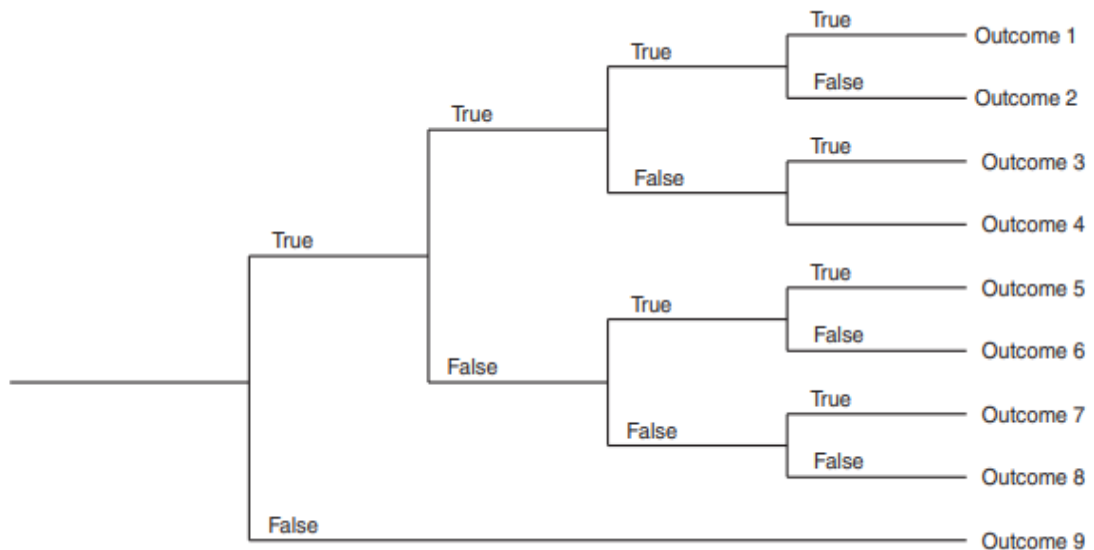 True
Outcome 1
True
False
Outcome 2
True
True
Outcome 3
False
Outcome 4
True
True
Outcome 5
True
False
Outcome 6
False
True
Outcome 7
False
False
Outcome 8
False
Outcome 9